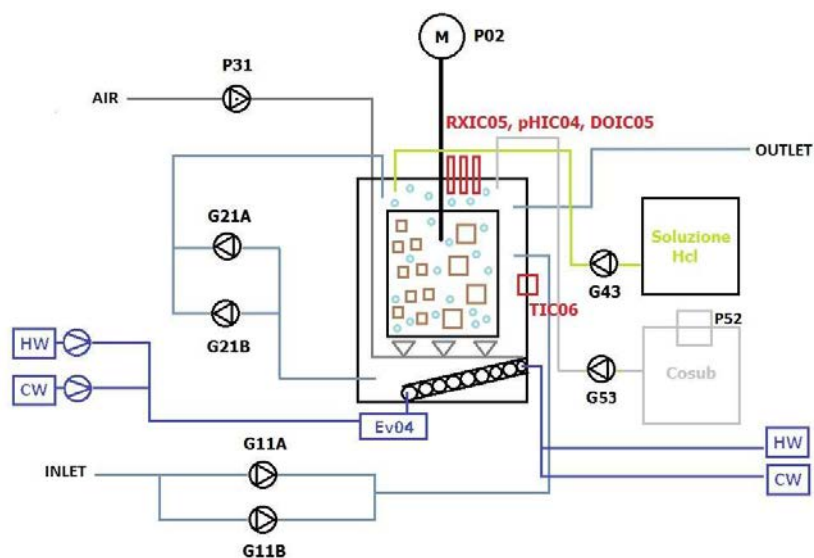 M
P02
P31
AIR
RXIC05, pHIC04, DOIC05
OUTLET
G21A
Soluzione
Hcl
G43
TIC06
P52
G21B
HW
Cosub
G53
CW
Ev04
G11A
HW
INLET
CW
G11B